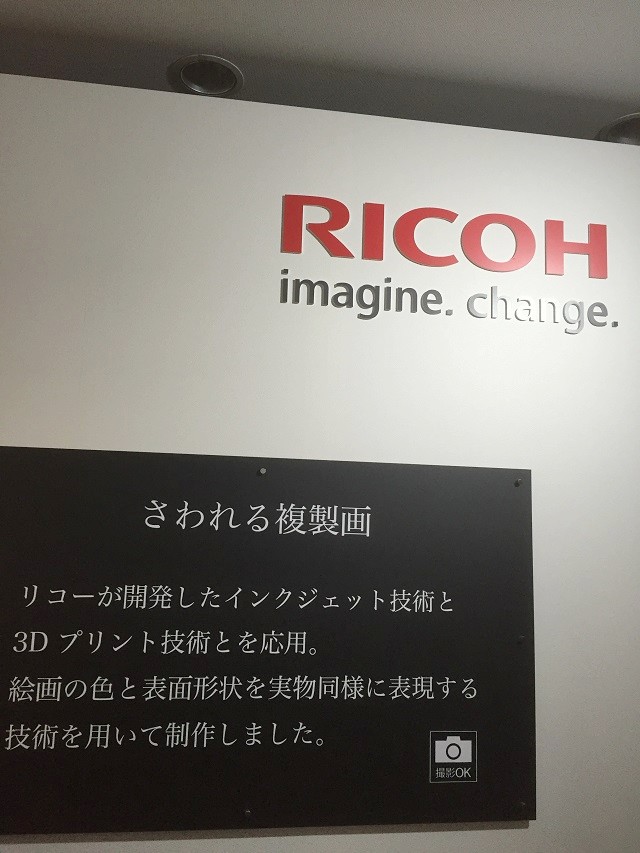 RICOH
imagine. change.
さわれる複製画
リコーが開発したインクジェット技術と
3D プリント技術とを応用。
絵画の色と表面形状を実物同様に表現する
技術を用いて制作しました。
撮影OK